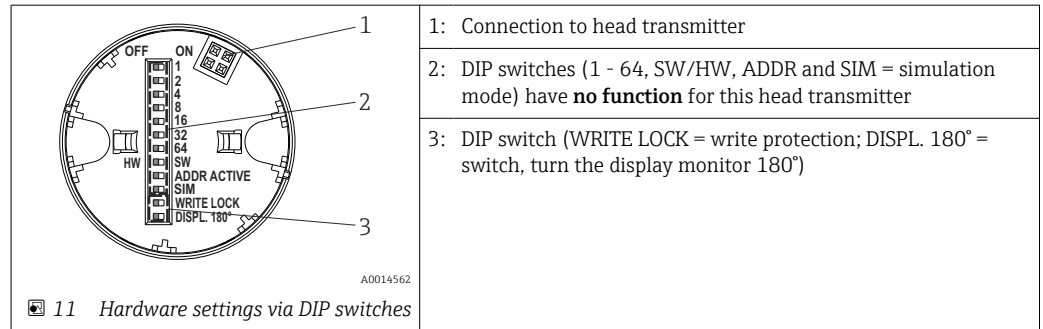 1
OFF
ON
1
2
4
8
16
32
64
HW
SW
ADDR ACTIVE
SIM
WRITE LOCK
DISPL. 180°
2
3
A0014562
11 Hardware settings via DIP switches
1: Connection to head transmitter
2: DIP switches (1 - 64, SW/HW, ADDR and SIM = simulation
mode) have no function for this head transmitter
3: DIP switch (WRITE LOCK = write protection; DISPL. 180° =
switch, turn the display monitor 180°)